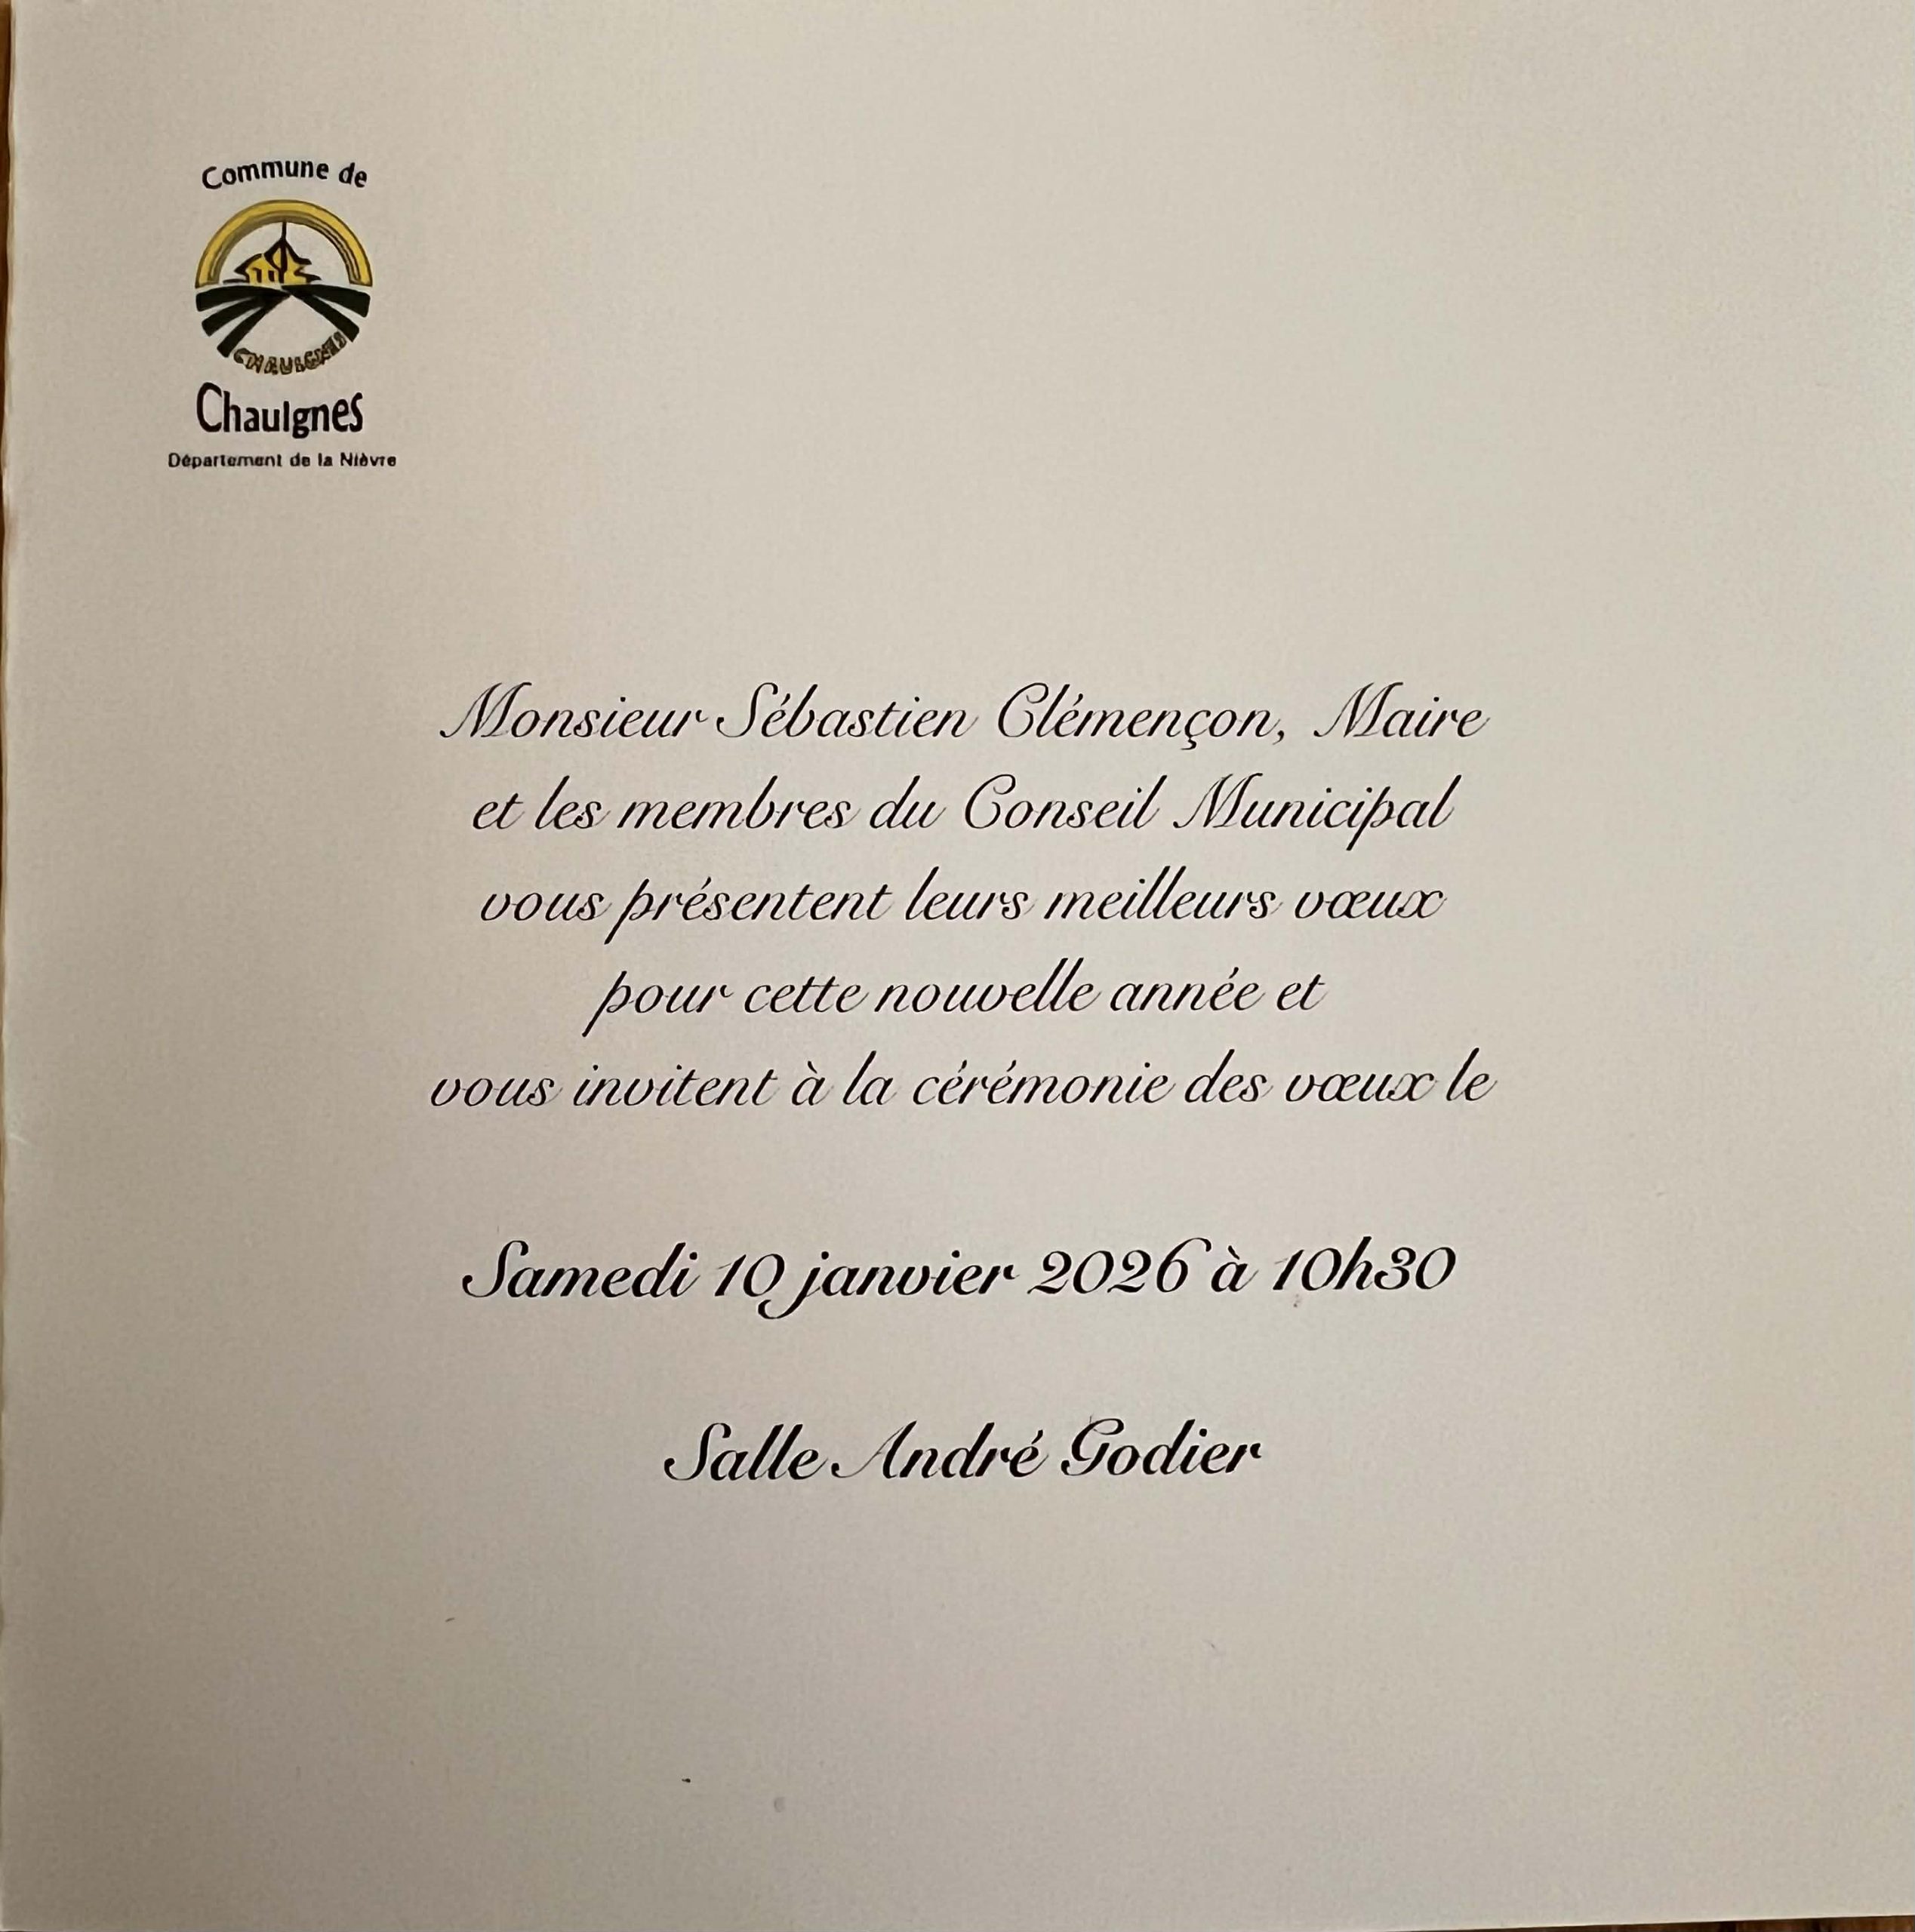 Commune de
CHAULGNES
Chaulgnes
Département de la Nièvre
Monsieur Sébastien Clémençon, Maire
et les membres du Conseil Municipal
vous présentent leurs meilleurs vœux
pour cette nouvelle année et
vous invitent à la cérémonie des vœux le
Samedi 10 janvier 2026 à 10h30
Salle André Godier